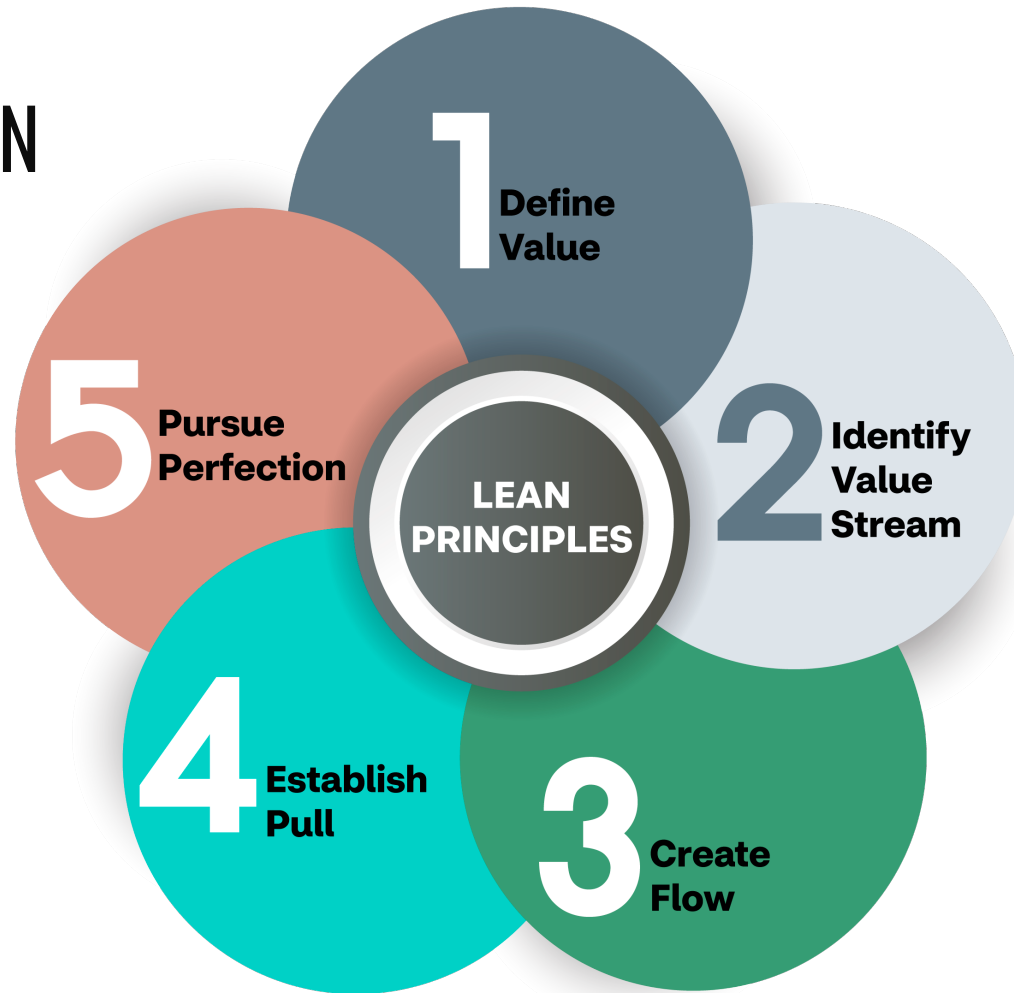 N
1
Define
Value
2
Identify
Value
Stream
3
Create
Flow
4
Establish
Pull
5
Pursue
Perfection
LEAN
PRINCIPLES